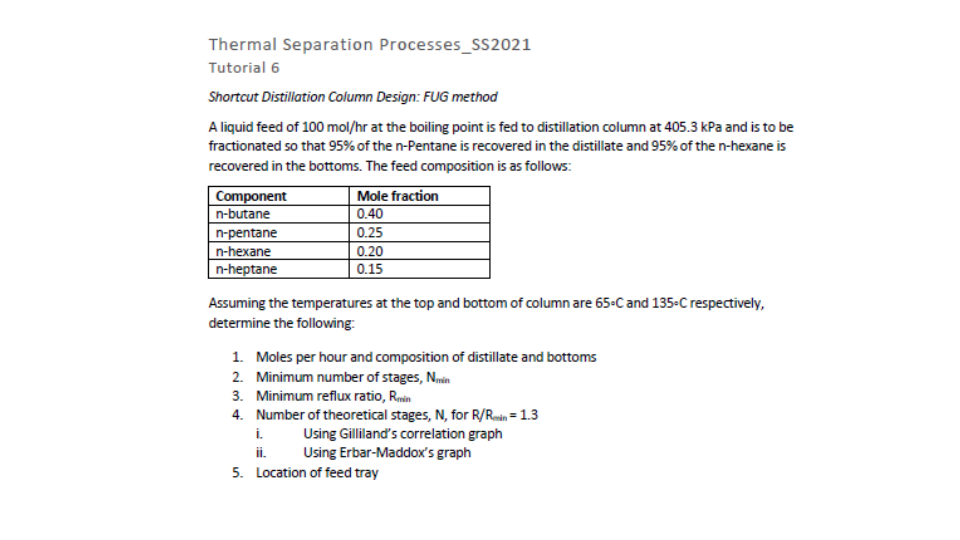 Thermal Separation Processes_SS2021
Tutorial 6
Shortcut Distillation Column Design: FUG method
A liquid feed of 100 mol/hr at the boiling point is fed to distillation column at 405.3 kPa and is to be
fractionated so that 95% of the n-Pentane is recovered in the distillate and 95% of the n-hexane is
recovered in the bottoms. The feed composition is as follows:
Component Mole fraction
n-butane 0.40
n-pentane 0.25
n-hexane 0.20
n-heptane 0.15
Assuming the temperatures at the top and bottom of column are 65∘C and 135∘C respectively,
determine the following:
1. Moles per hour and composition of distillate and bottoms
2. Minimum number of stages, Nmin
3. Minimum reflux ratio, Rmin
4. Number of theoretical stages, N, for R/Rmin = 1.3
i. Using Gilliland's correlation graph
ii. Using Erbar-Maddox's graph
5. Location of feed tray